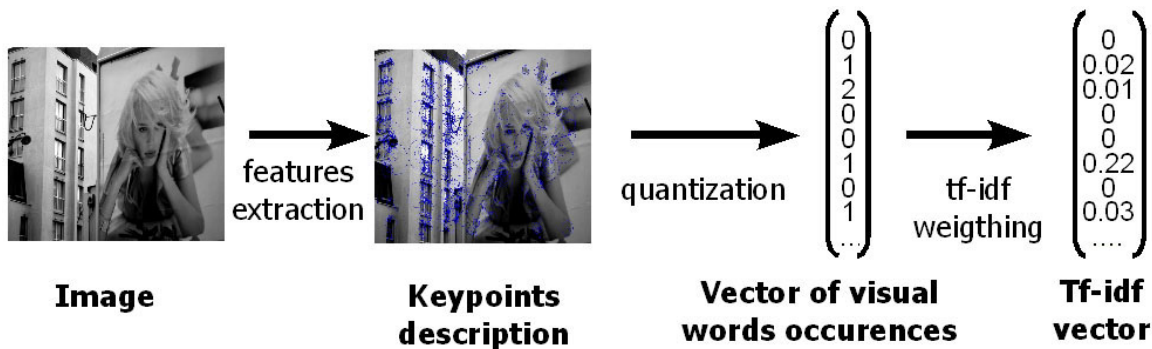 features
extraction
quantization
tf-idf
weigthing
0
1
2
0
0
1
0
1
...
0
0.02
0.01
0
0
0.22
0
0.03
....
Image
Keypoints
description
Vector of visual
words occurences
Tf-idf
vector